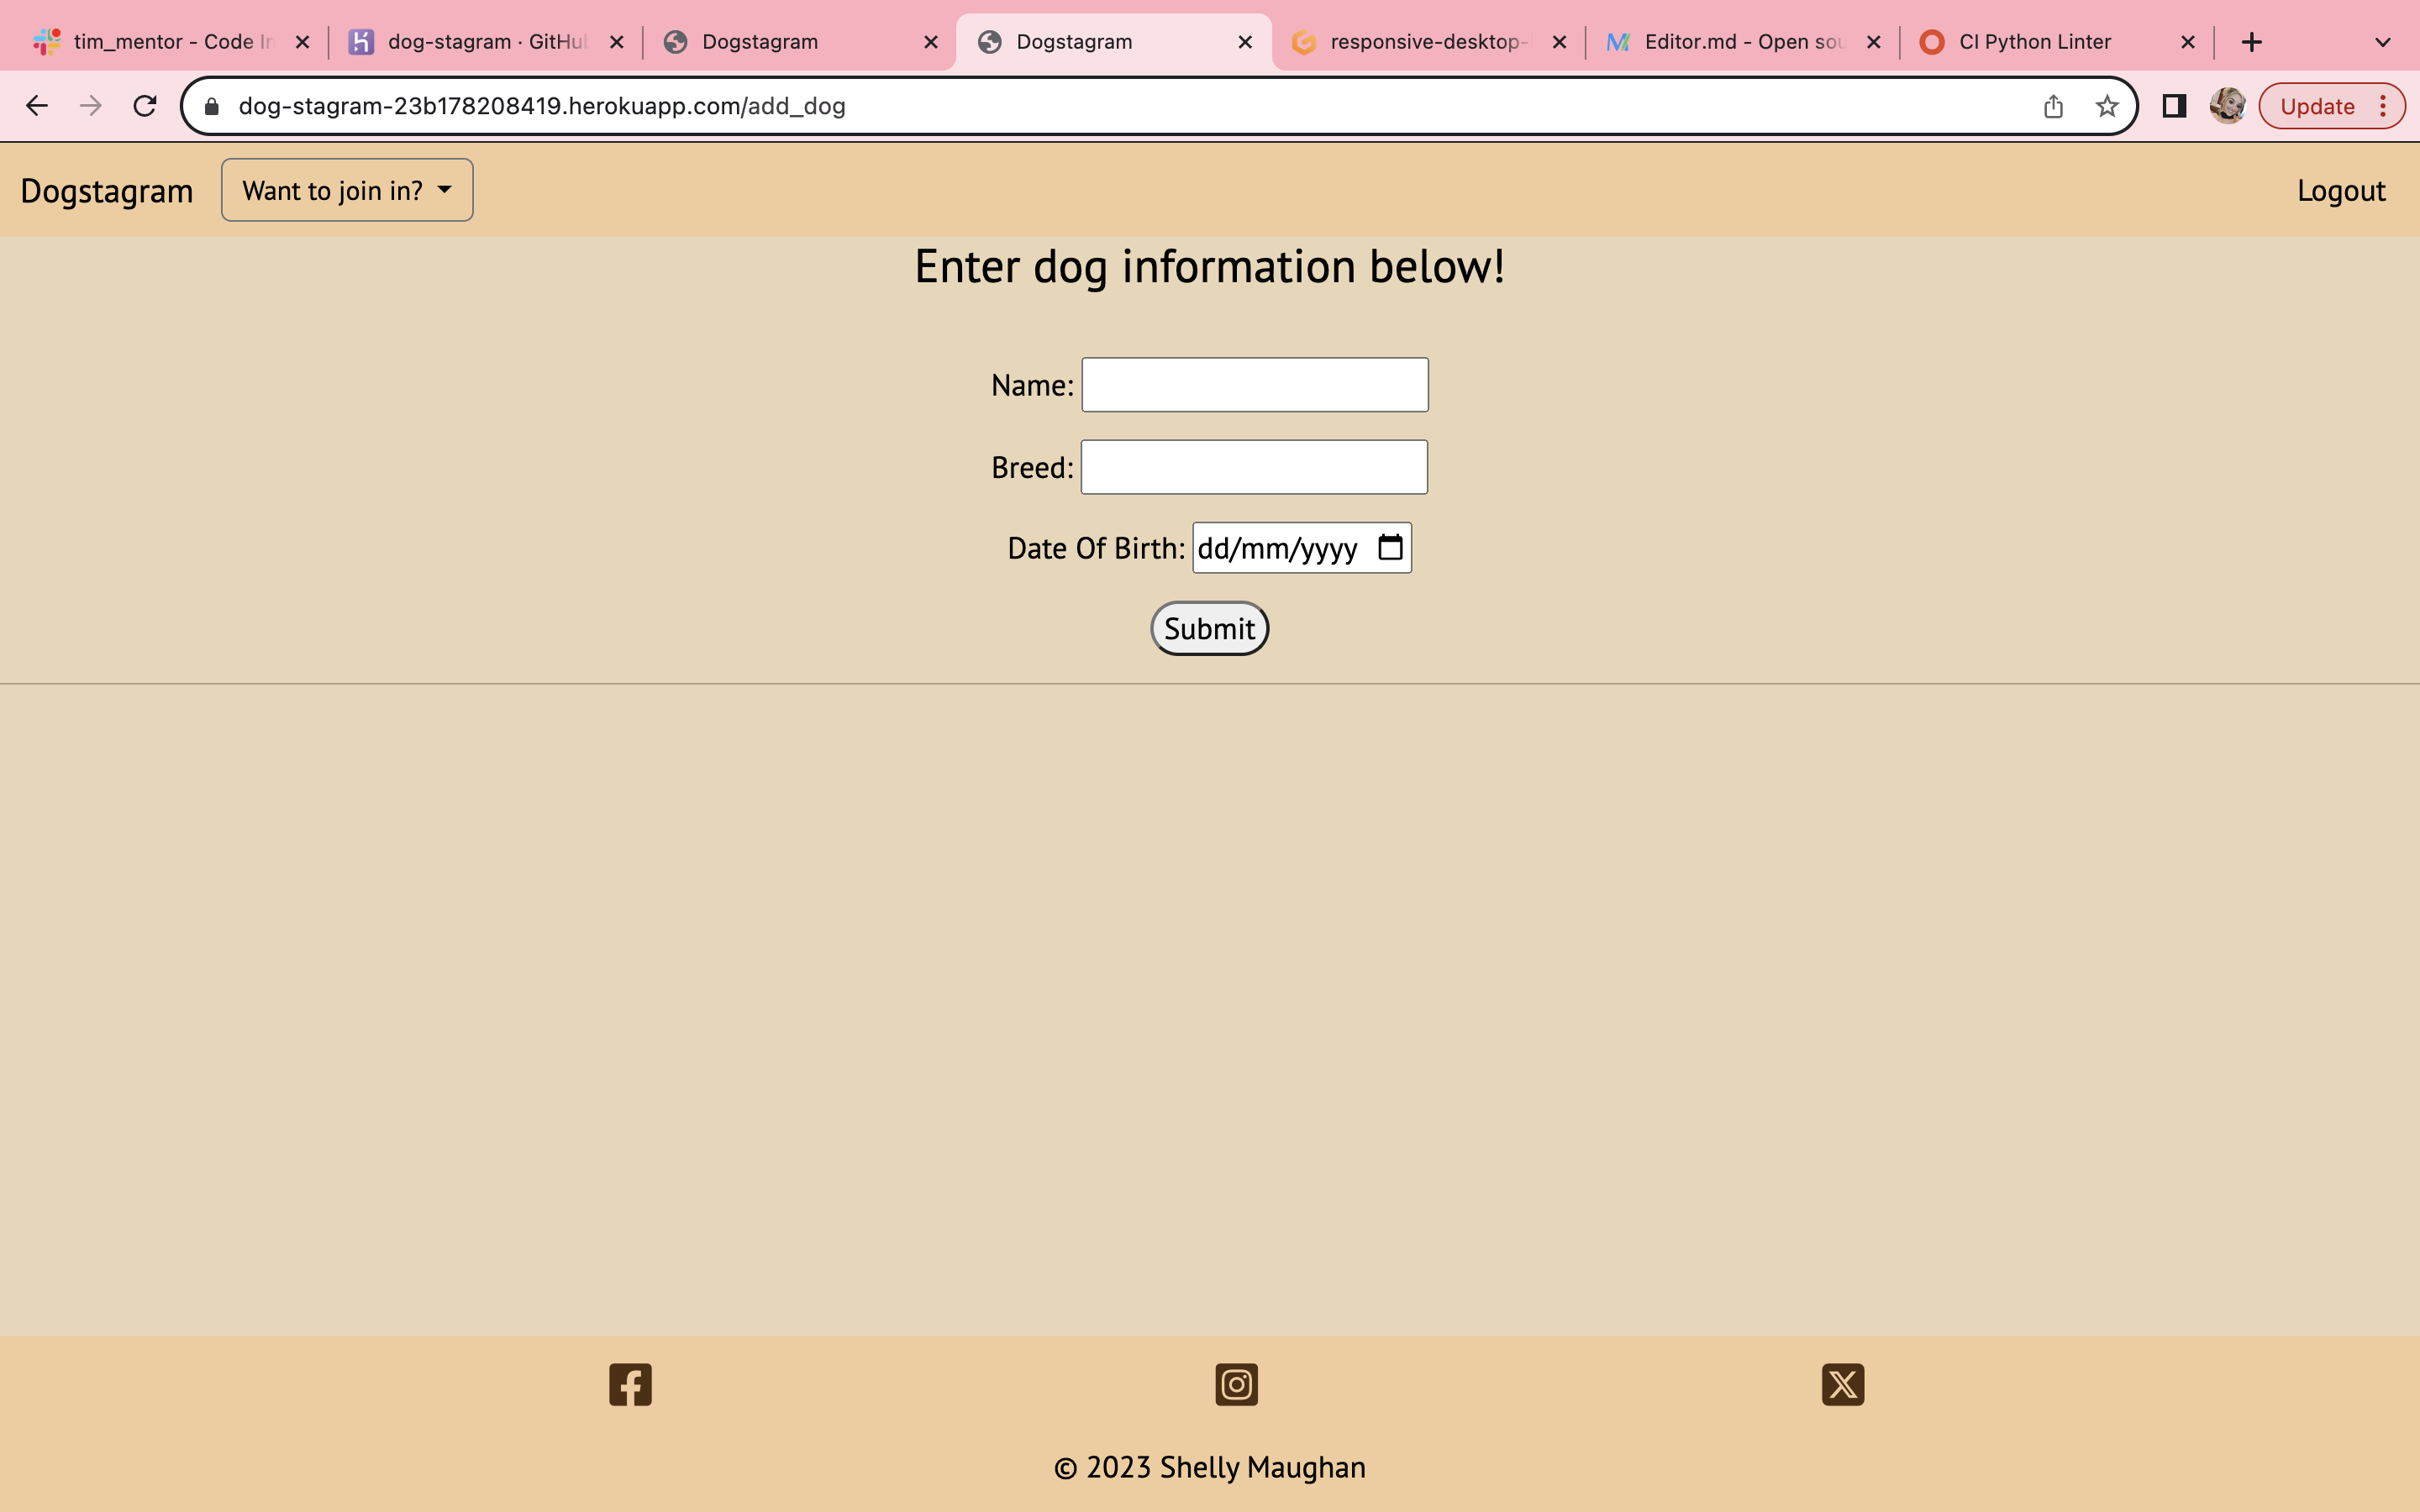 tim_mentor - Code In
dog-stagram · GitHub
Dogstagram
Dogstagram
responsive-desktop-
Editor.md - Open sou
CI Python Linter
dog-stagram-23b178208419.herokuapp.com/add_dog
Update
Dogstagram
Want to join in?
Logout
Enter dog information below!
Name:
Breed:
Date Of Birth: dd/mm/yyyy
Submit
© 2023 Shelly Maughan